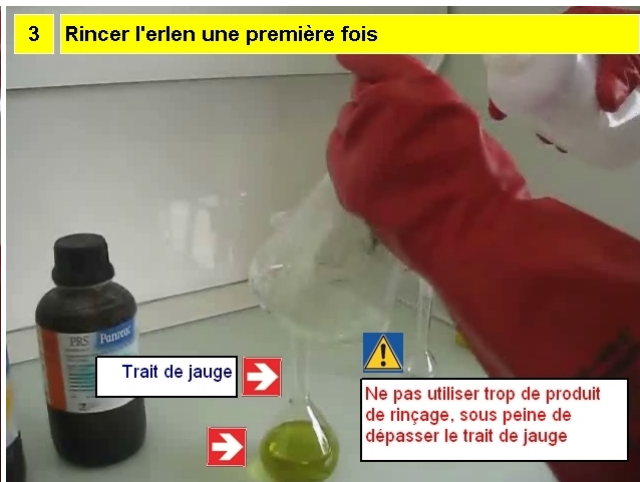 3 Rincer l'erlen une première fois
PRS Panreac
Trait de jauge
Ne pas utiliser trop de produit
de rinçage, sous peine de
dépasser le trait de jauge